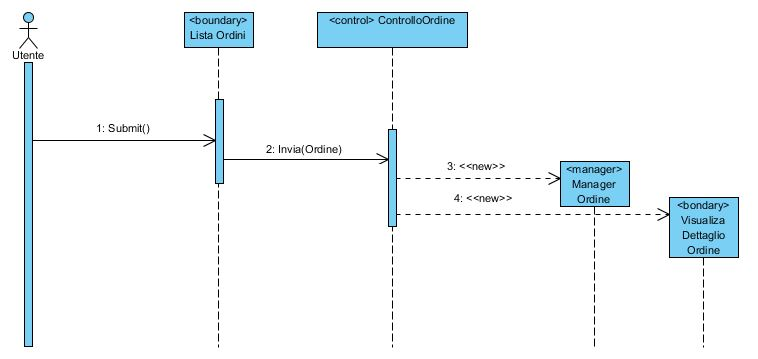 <boundary>
Lista Ordini
<control> ControlloOrdine
Utente
1: Submit()
2: Invia(Ordine)
3: <<new>>
<manager>
Manager
Ordine
4: <<new>>
<bondary>
Visualiza
Dettaglio
Ordine